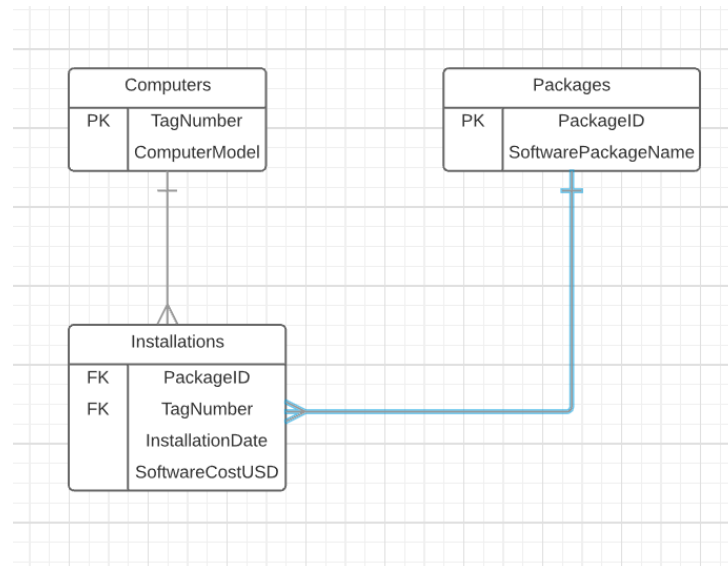 Computers
PK TagNumber
ComputerModel
Packages
PK PackageID
SoftwarePackageName
Installations
FK PackageID
FK TagNumber
InstallationDate
SoftwareCostUSD